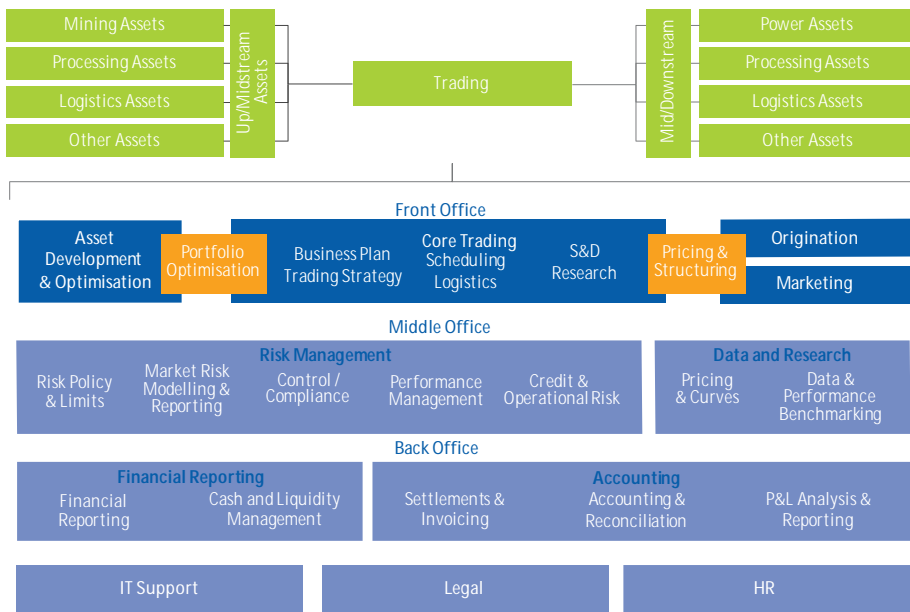 Mining Assets
Processing Assets
Logistics Assets
Other Assets
Up/Midstream
Assets
Trading
Mid/Downstream
Power Assets
Processing Assets
Logistics Assets
Other Assets
Front Office
Asset
Development
& Optimisation
Portfolio
Optimisation
Business Plan
Trading Strategy
Core Trading
Scheduling
Logistics
S&D
Research
Pricing &
Structuring
Origination
Marketing
Middle Office
Risk Management
Risk Policy
& Limits
Market Risk
Modelling &
Reporting
Control /
Compliance
Performance
Management
Credit &
Operational Risk
Data and Research
Pricing
& Curves
Data &
Performance
Benchmarking
Back Office
Financial Reporting
Financial
Reporting
Cash and Liquidity
Management
Accounting
Settlements &
Invoicing
Accounting &
Reconciliation
P&L Analysis &
Reporting
IT Support
Legal
HR